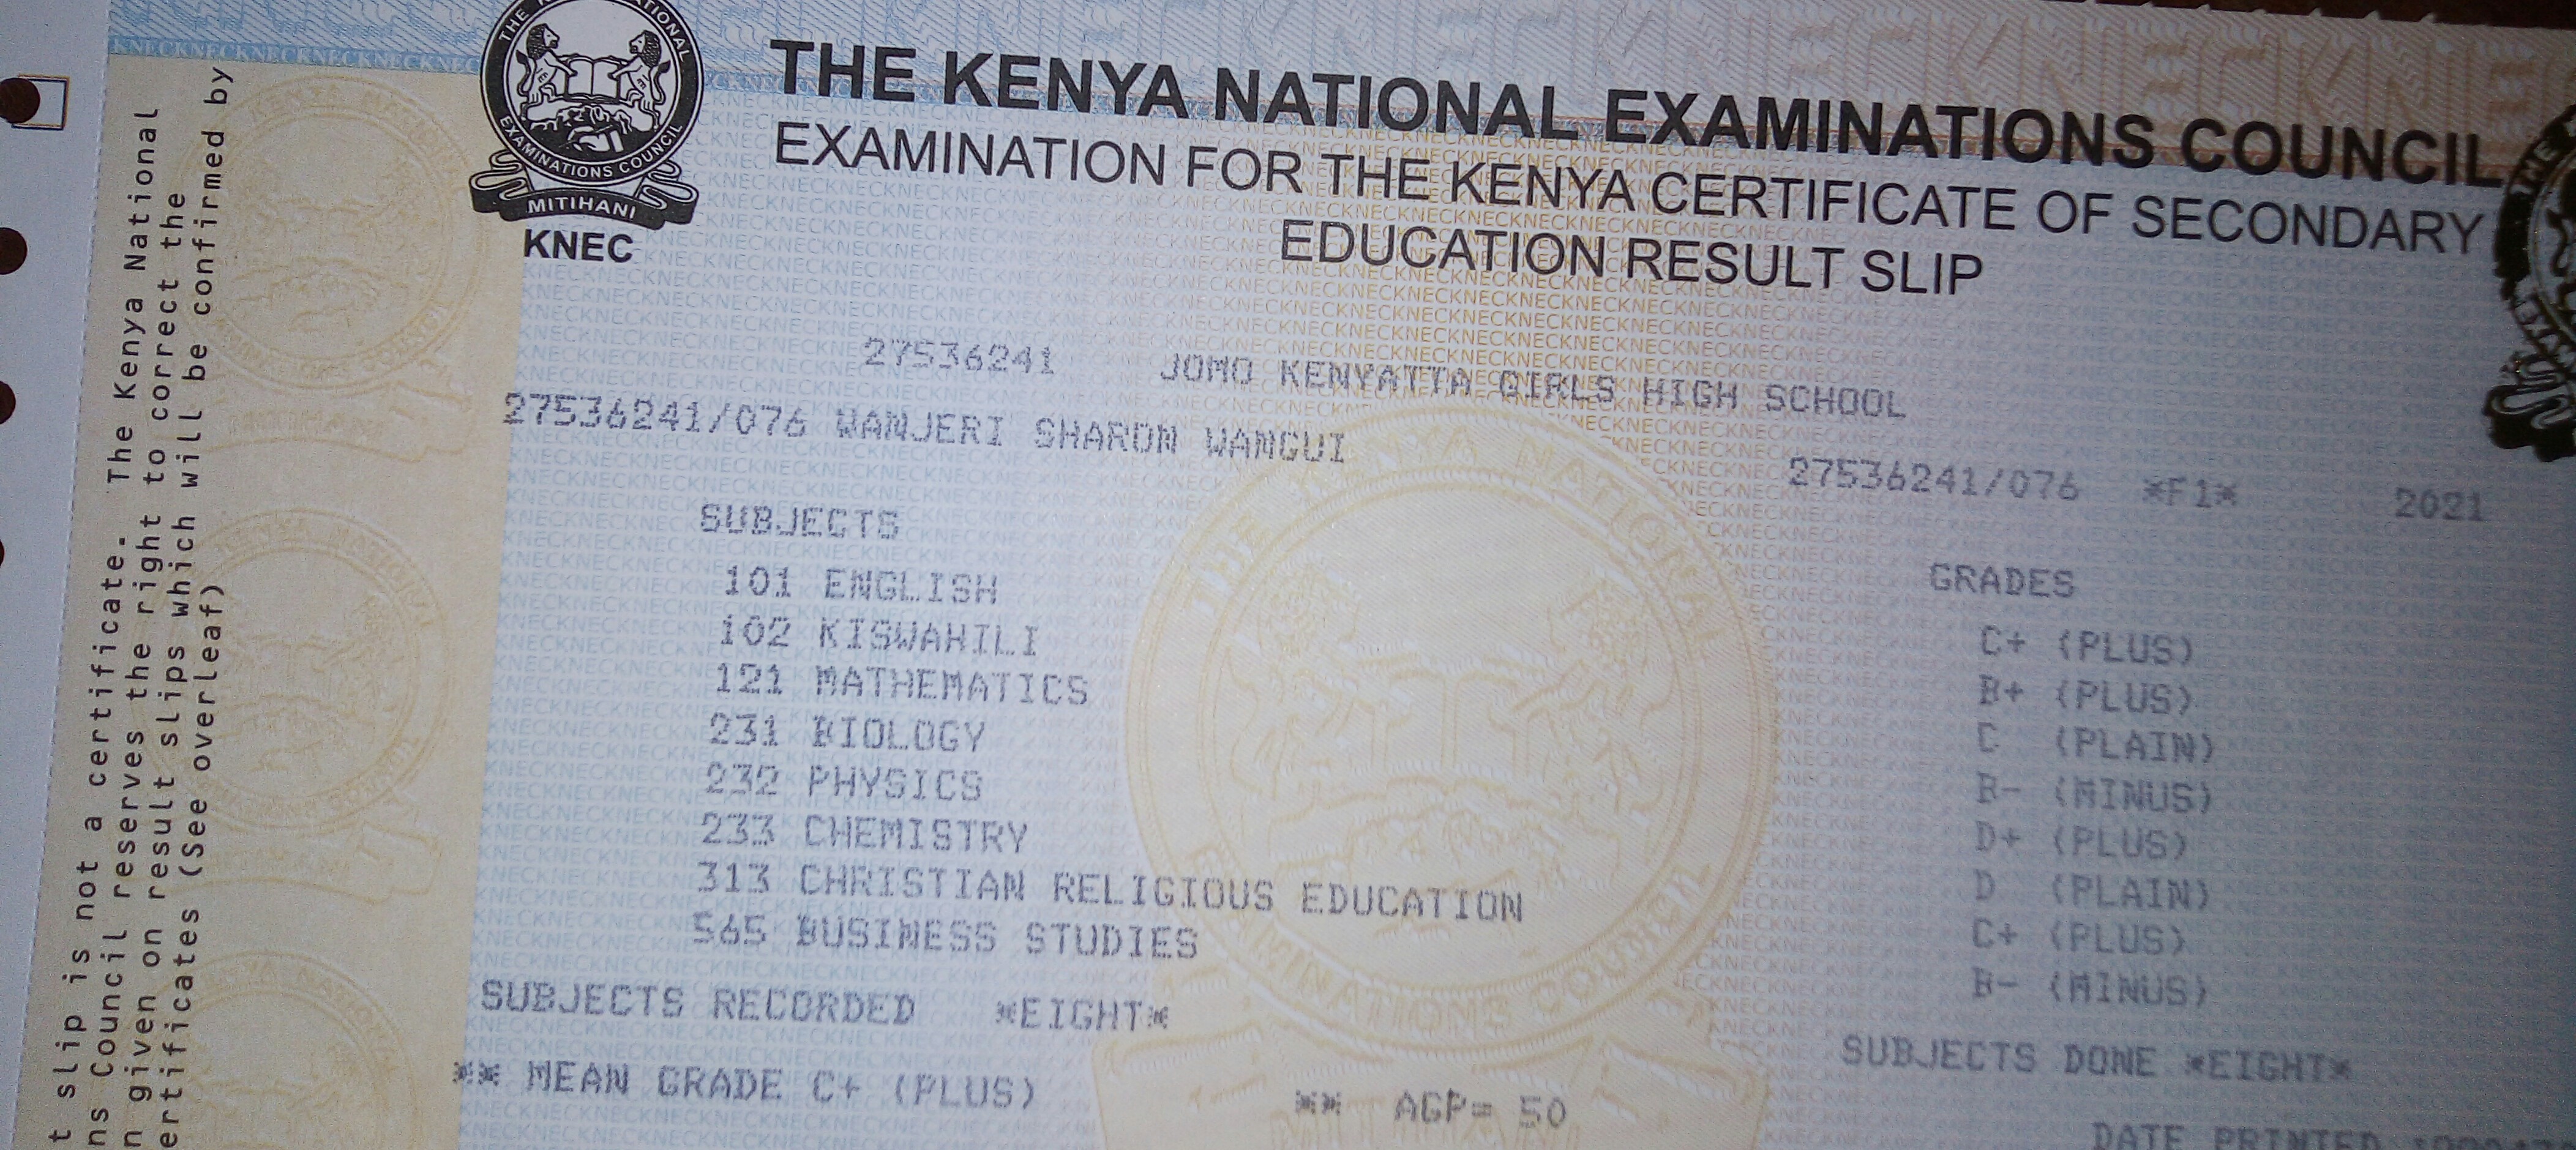 THE KENYA NATIONAL EXAMINATIONS COUNCIL
EXAMINATION FOR THE KENYA CERTIFICATE OF SECONDARY
EDUCATION RESULT SLIP
THE NATIONAL
EXAMINATIONS COUNCIL
MITIHANI
KNEC
27536241 JOMO KENYATTA GIRLS HIGH SCHOOL
27536241/076 WANJERI SHARON WANGUI
27536241/076 *F1* 2021
SUBJECTS GRADES
101 ENGLISH C+ (PLUS)
102 KISWAHILI B+ (PLUS)
121 MATHEMATICS C (PLAIN)
231 BIOLOGY B- (MINUS)
232 PHYSICS D+ (PLUS)
233 CHEMISTRY D (PLAIN)
313 CHRISTIAN RELIGIOUS EDUCATION C+ (PLUS)
565 BUSINESS STUDIES B- (MINUS)
SUBJECTS RECORDED *EIGHT* SUBJECTS DONE *EIGHT*
** MEAN GRADE C+ (PLUS) ** AGP= 50
DATE PRINTED
t slip is not a certificate. The Kenya National
ns Council reserves the right to correct the
n given on result slips which will be confirmed by
ertificates (See overleaf)